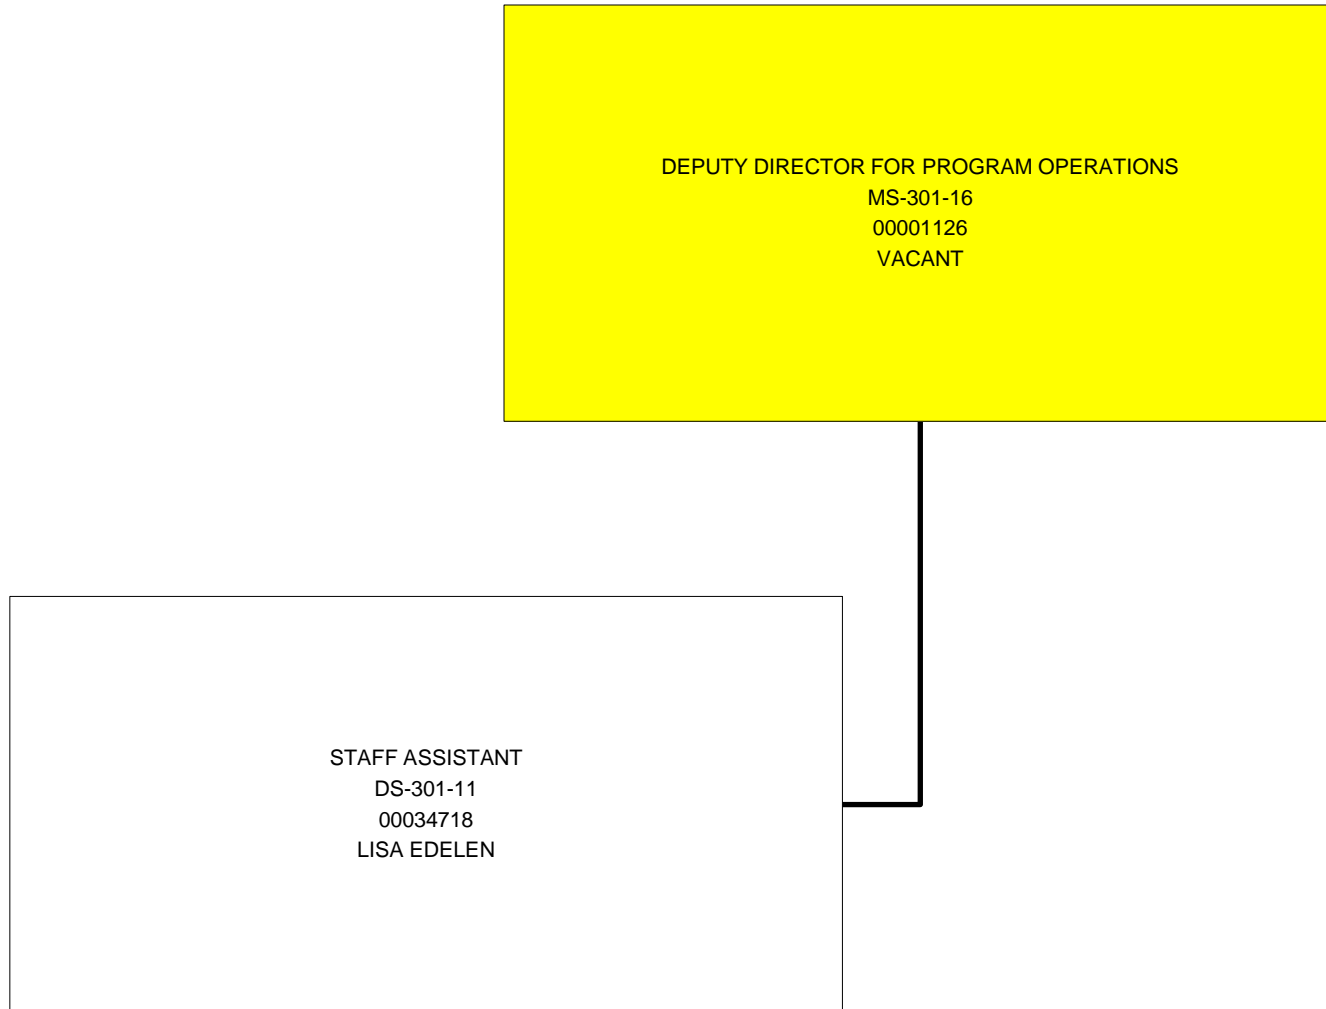 DEPUTY DIRECTOR FOR PROGRAM OPERATIONS
MS-301-16
00001126
VACANT
STAFF ASSISTANT
DS-301-11
00034718
LISA EDELEN